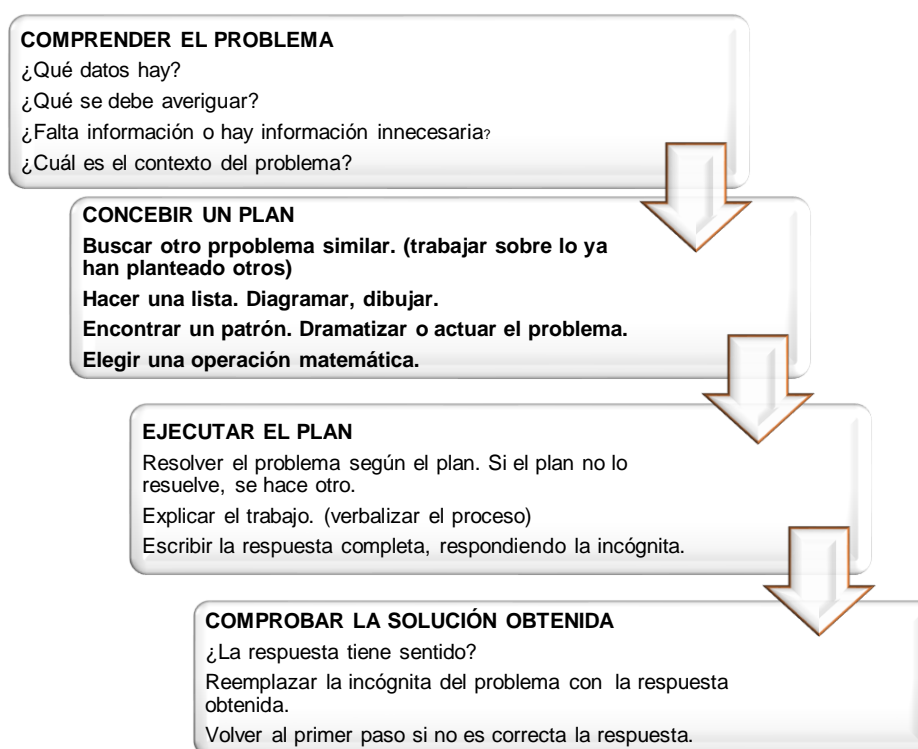 COMPRENDER EL PROBLEMA
¿Qué datos hay?
¿Qué se debe averiguar?
¿Falta información o hay información innecesaria?
¿Cuál es el contexto del problema?
CONCEBIR UN PLAN
Buscar otro prpoblema similar. (trabajar sobre lo ya
han planteado otros)
Hacer una lista. Diagramar, dibujar.
Encontrar un patrón. Dramatizar o actuar el problema.
Elegir una operación matemática.
EJECUTAR EL PLAN
Resolver el problema según el plan. Si el plan no lo
resuelve, se hace otro.
Explicar el trabajo. (verbalizar el proceso)
Escribir la respuesta completa, respondiendo la incógnita.
COMPROBAR LA SOLUCIÓN OBTENIDA
¿La respuesta tiene sentido?
Reemplazar la incógnita del problema con la respuesta
obtenida.
Volver al primer paso si no es correcta la respuesta.